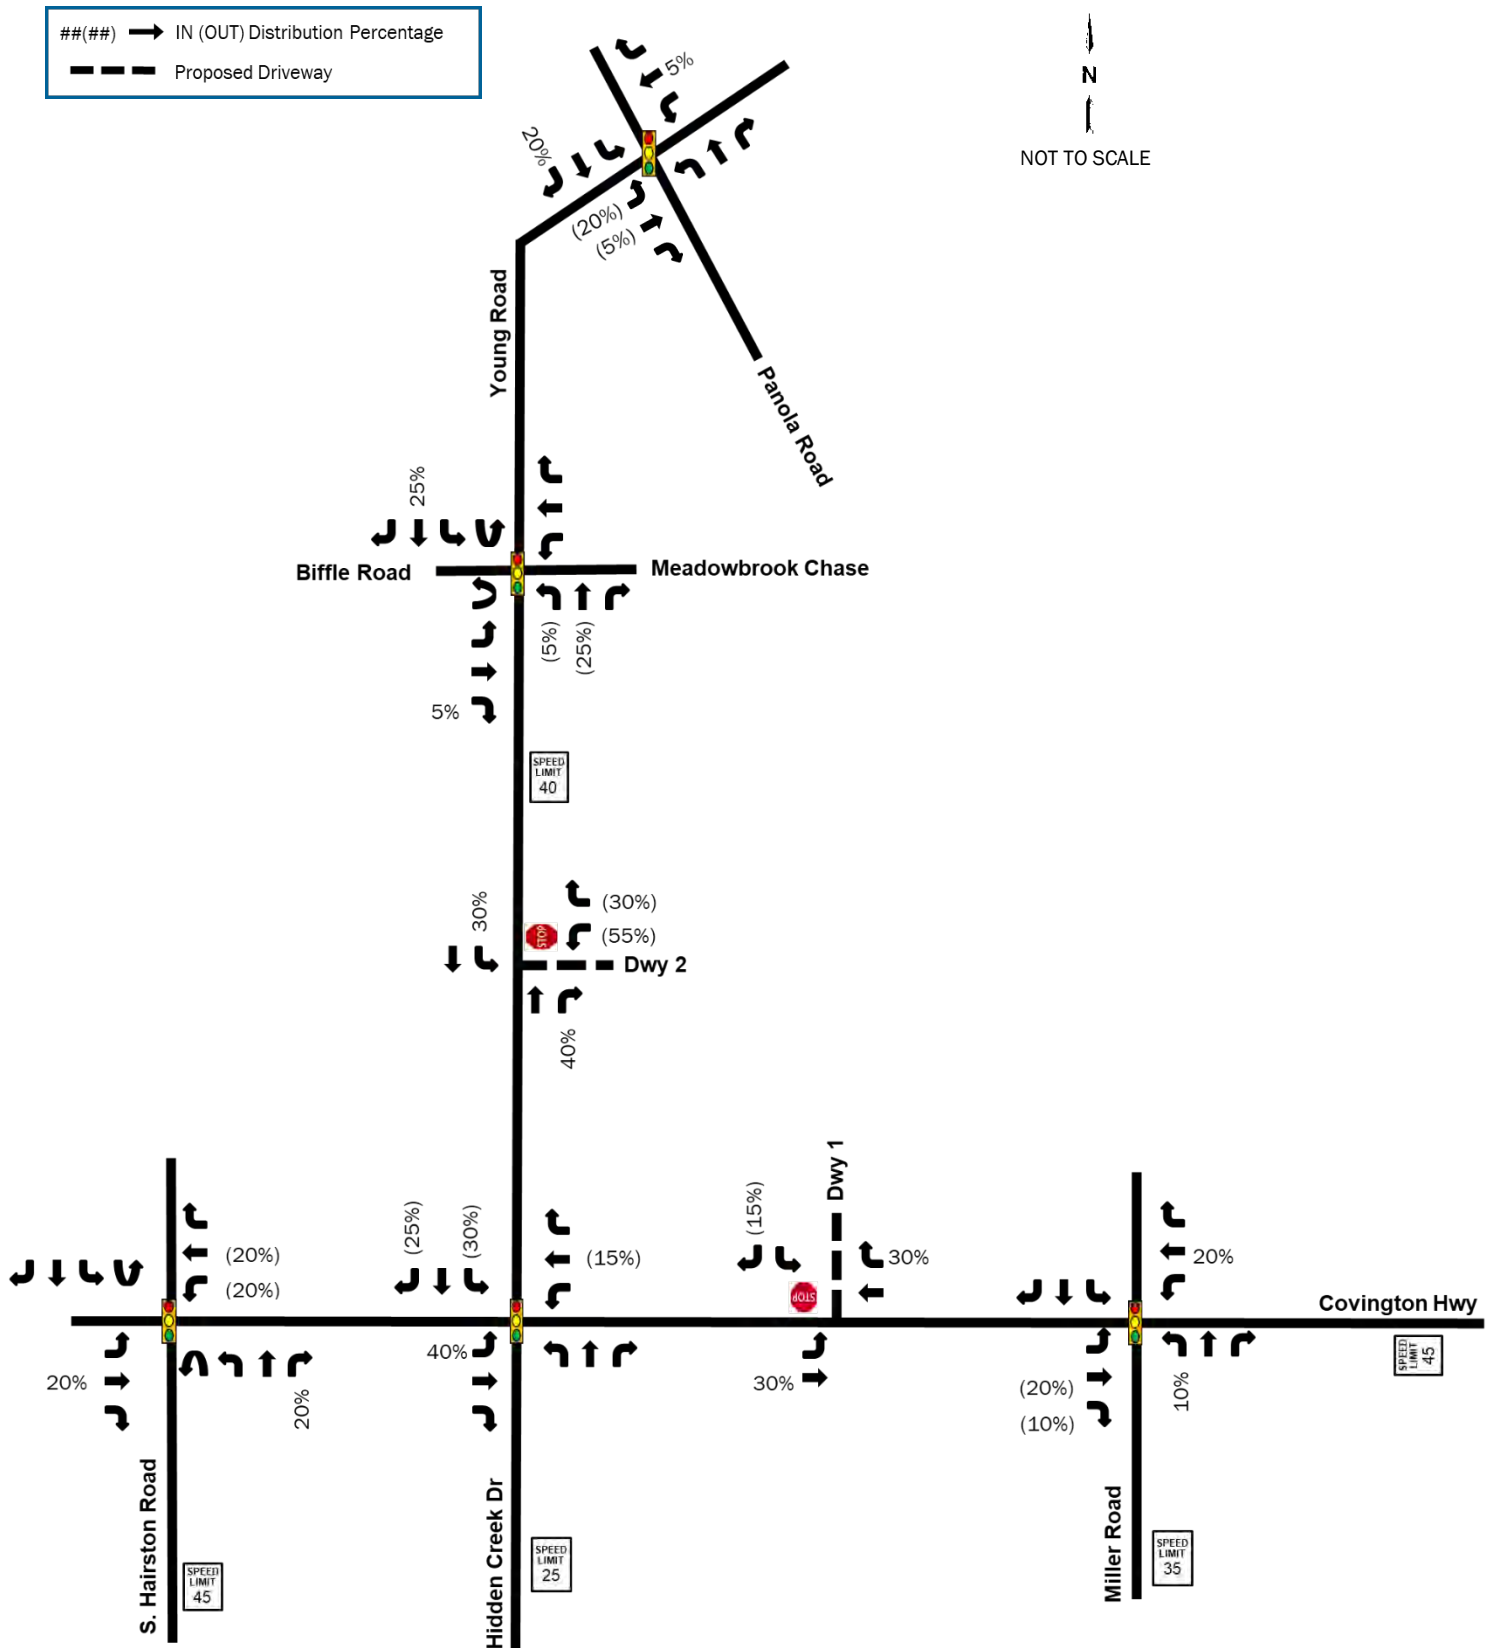 ##(##) IN (OUT) Distribution Percentage
Proposed Driveway
N
NOT TO SCALE
5%
20%
(20%)
(5%)
Young Road
Panola Road
25%
Biffle Road
Meadowbrook Chase
(5%)
(25%)
5%
SPEED
LIMIT
40
30%
(30%)
STOP
(55%)
Dwy 2
40%
Dwy 1
(25%)
(30%)
(15%)
(15%)
(20%)
(20%)
30%
20%
STOP
Covington Hwy
SPEED
LIMIT
45
20%
20%
40%
30%
(20%)
(10%)
10%
S. Hairston Road
SPEED
LIMIT
45
Hidden Creek Dr
SPEED
LIMIT
25
Miller Road
SPEED
LIMIT
35